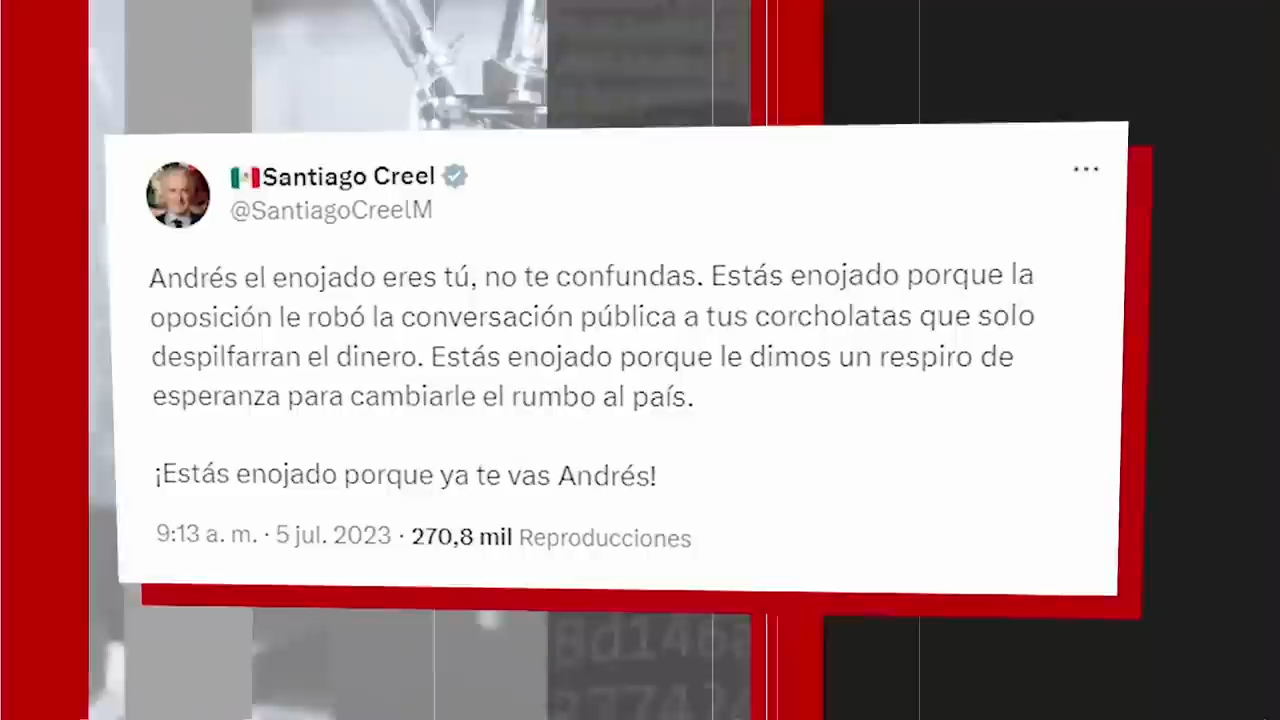 Santiago Creel
@SantiagoCreelM
Andrés el enojado eres tú, no te confundas. Estás enojado porque la
oposición le robó la conversación pública a tus corcholatas que solo
despilfarran el dinero. Estás enojado porque le dimos un respiro de
esperanza para cambiarle el rumbo al país.
¡Estás enojado porque ya te vas Andrés!
9:13 a. m. · 5 jul. 2023 · 270,8 mil Reproducciones